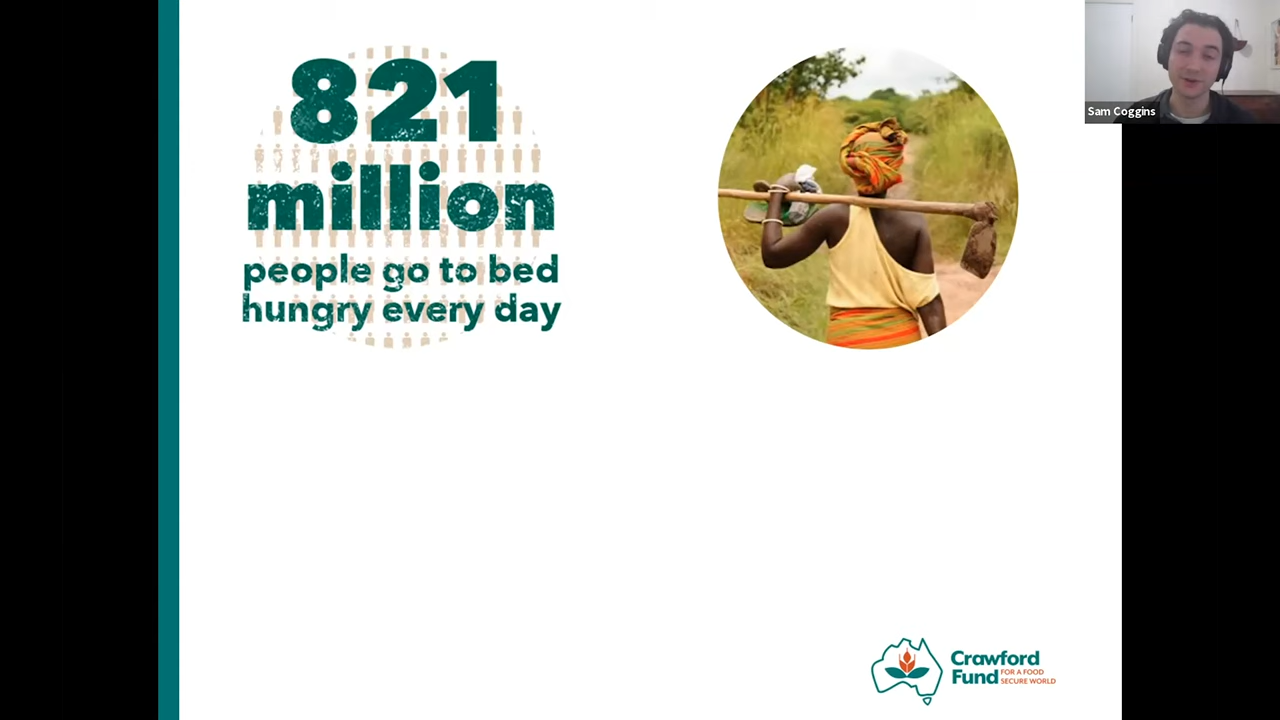 821
million
people go to bed
hungry every day
Sam Coggins
Crawford
Fund FOR A FOOD
SECURE WORLD